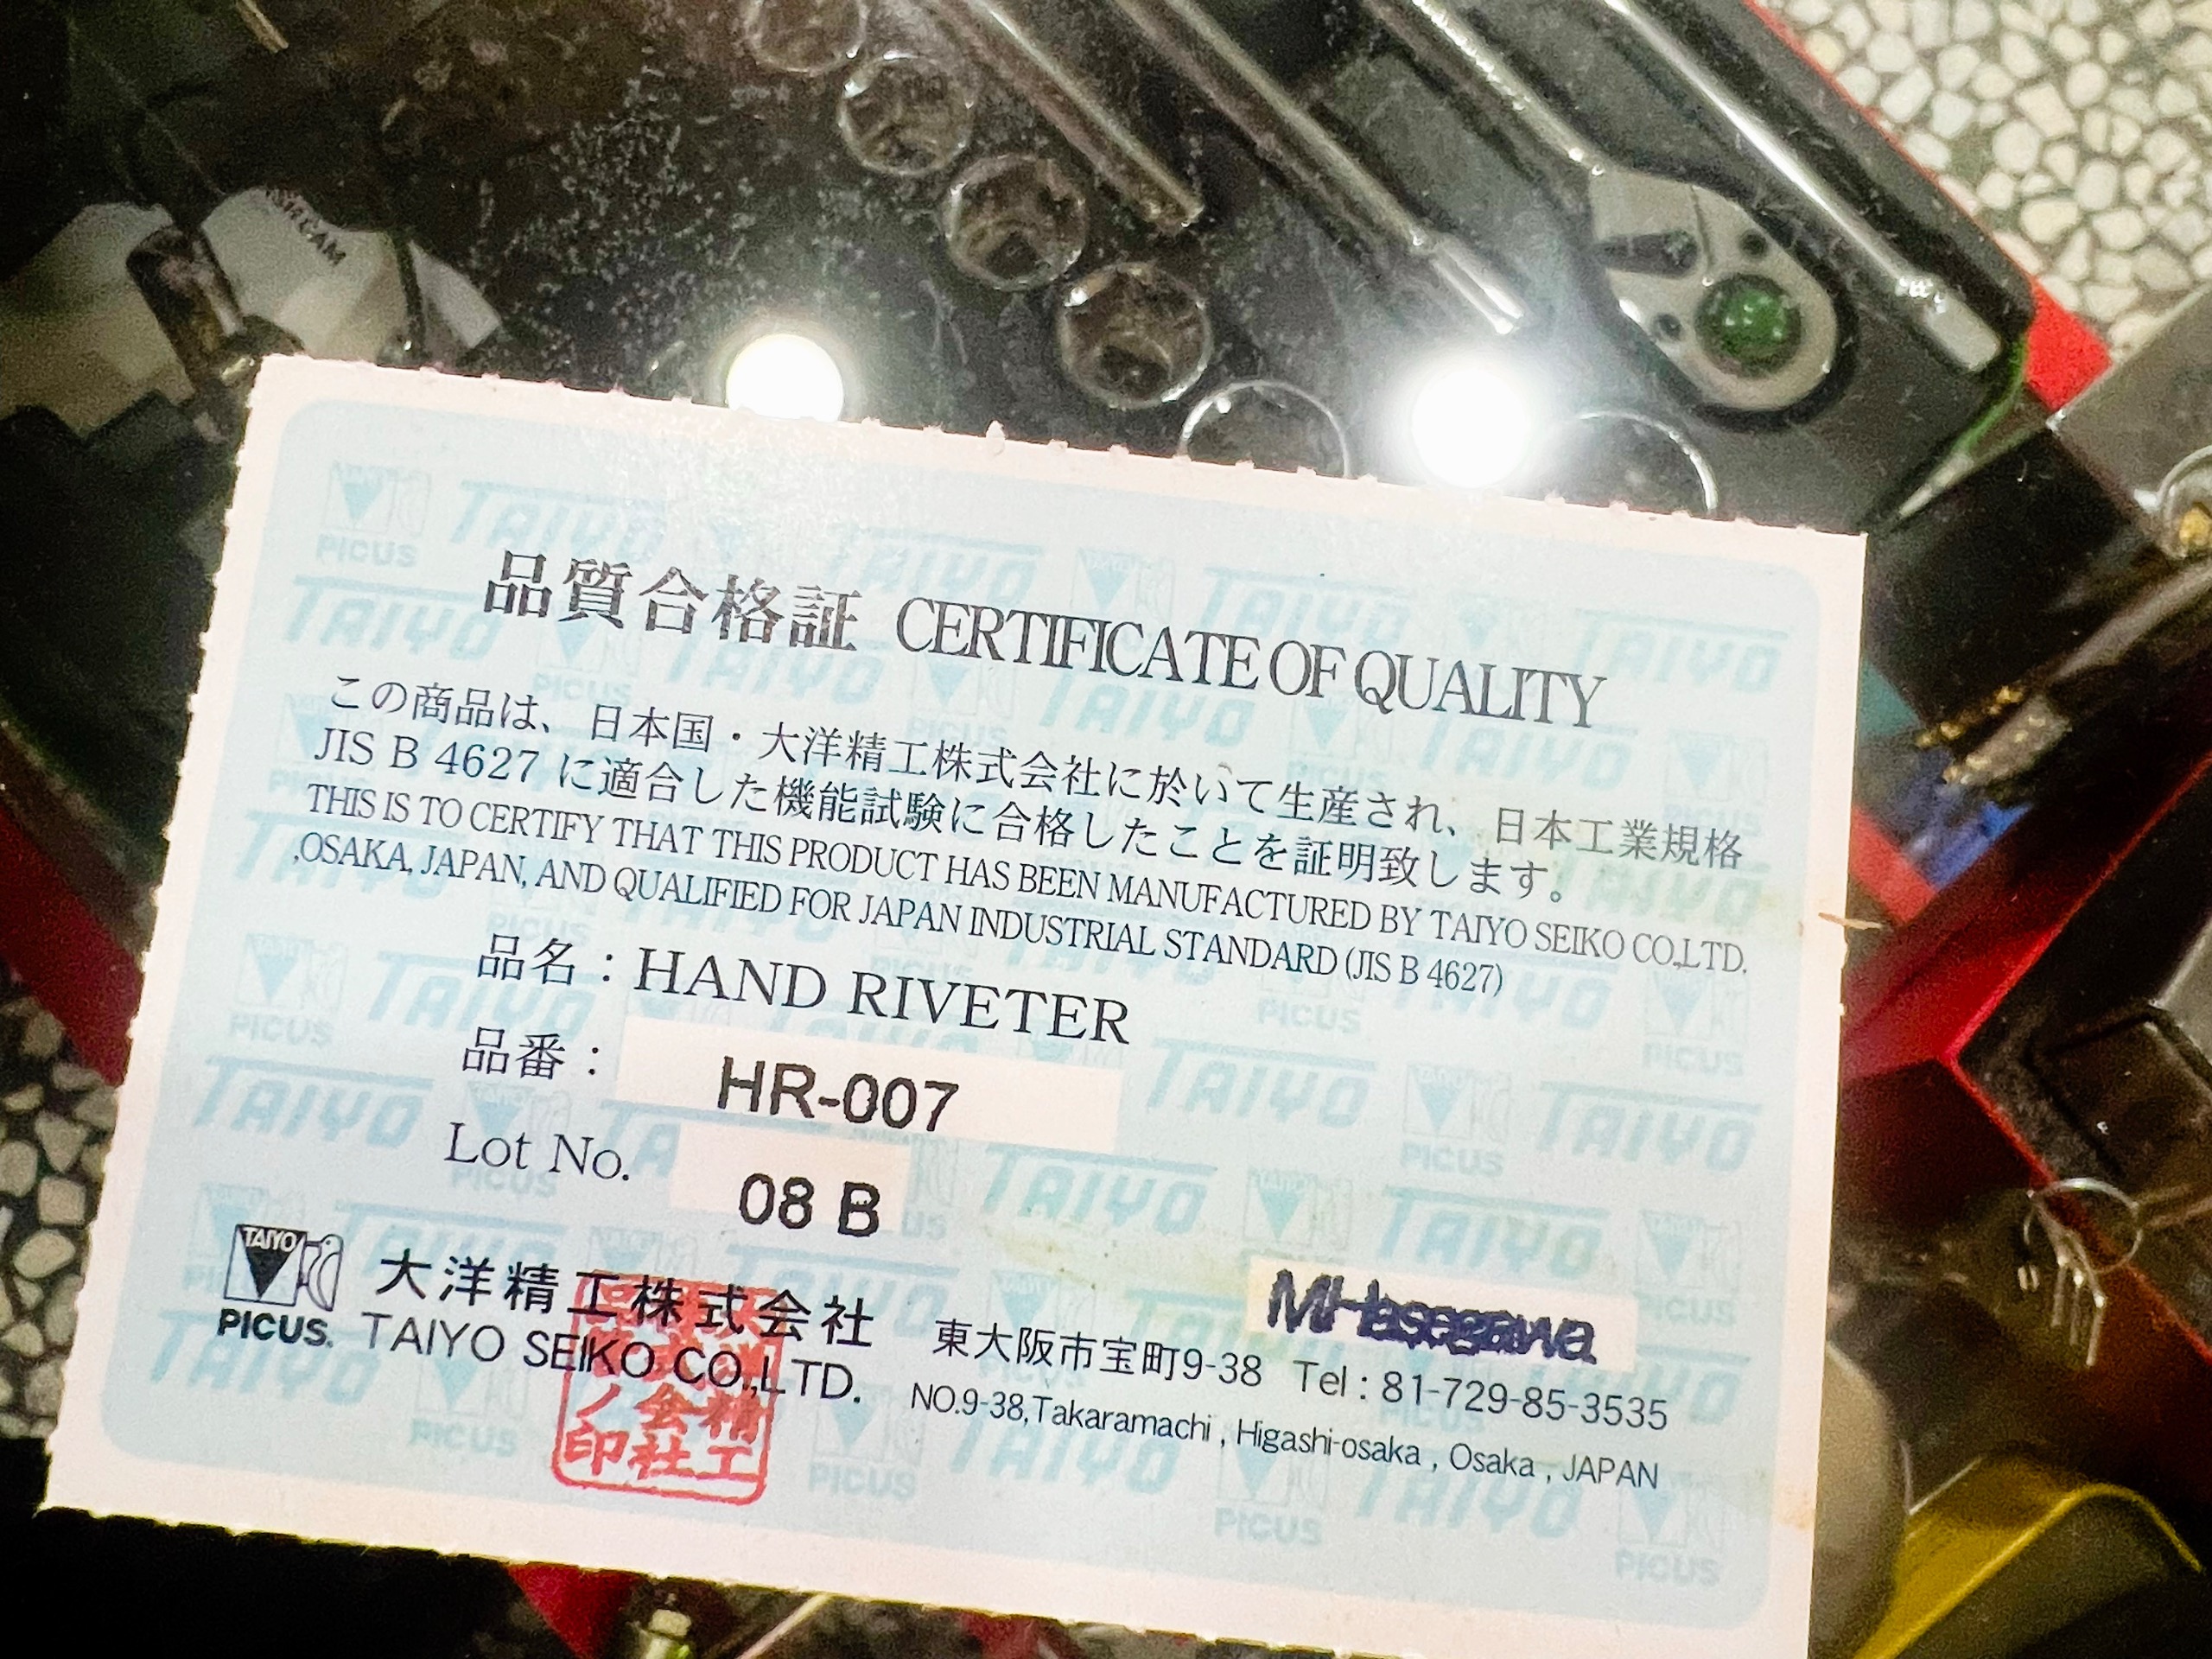 品質合格証 CERTIFICATE OF QUALITY
この商品は、日本国・大洋精工株式会社に於いて生産され、日本工業規格
JIS B 4627 に適合した機能試験に合格したことを証明致します。
THIS IS TO CERTIFY THAT THIS PRODUCT HAS BEEN MANUFACTURED BY TAIYO SEIKO CO.,LTD.
,OSAKA, JAPAN, AND QUALIFIED FOR JAPAN INDUSTRIAL STANDARD (JIS B 4627)
品名：HAND RIVETER
品番：HR-007
Lot No. 08 B
MHasegawa
TAIYO
PICUS.
大洋精工株式会社
TAIYO SEIKO CO.,LTD.
東大阪市宝町9-38 Tel : 81-729-85-3535
NO.9-38,Takaramachi , Higashi-osaka , Osaka , JAPAN